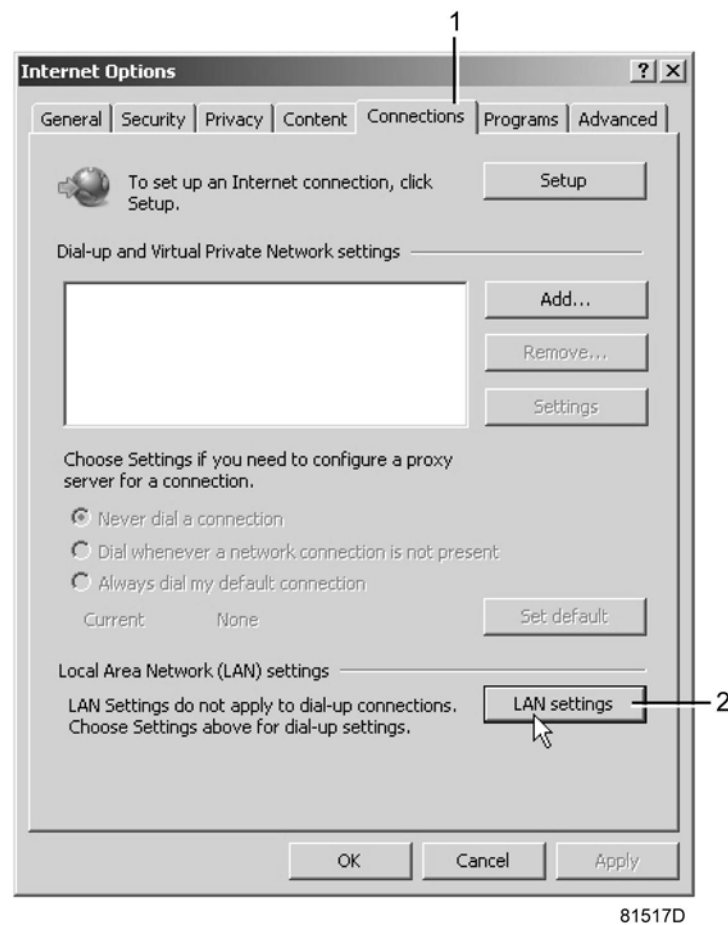 1
Internet Options
General Security Privacy Content Connections Programs Advanced
To set up an Internet connection, click
Setup.
Setup
Dial-up and Virtual Private Network settings
Add...
Remove...
Settings
Choose Settings if you need to configure a proxy
server for a connection.
Never dial a connection
Dial whenever a network connection is not present
Always dial my default connection
Current None
Set default
Local Area Network (LAN) settings
LAN Settings do not apply to dial-up connections.
Choose Settings above for dial-up settings.
LAN settings
2
OK Cancel Apply
81517D